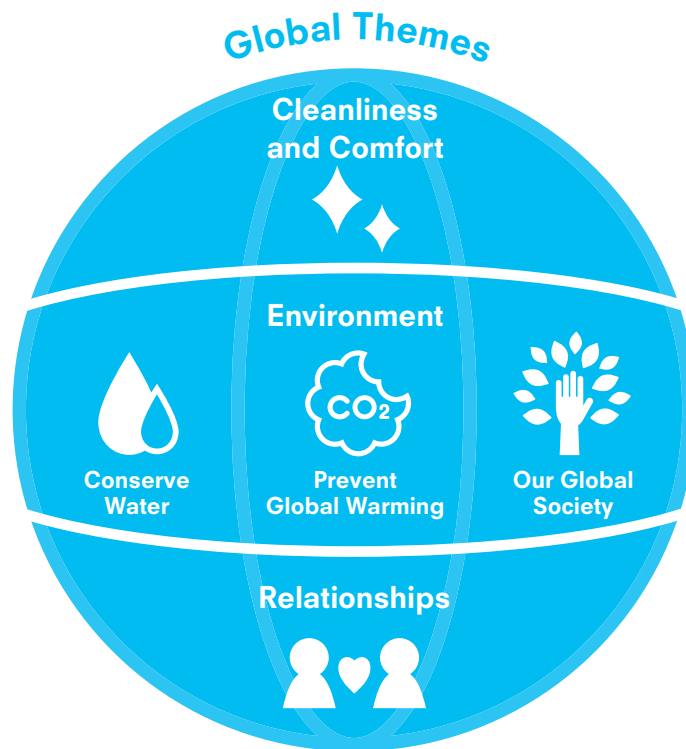 Global Themes
Cleanliness
and Comfort
Environment
CO₂
Conserve
Water
Prevent
Global Warming
Our Global
Society
Relationships